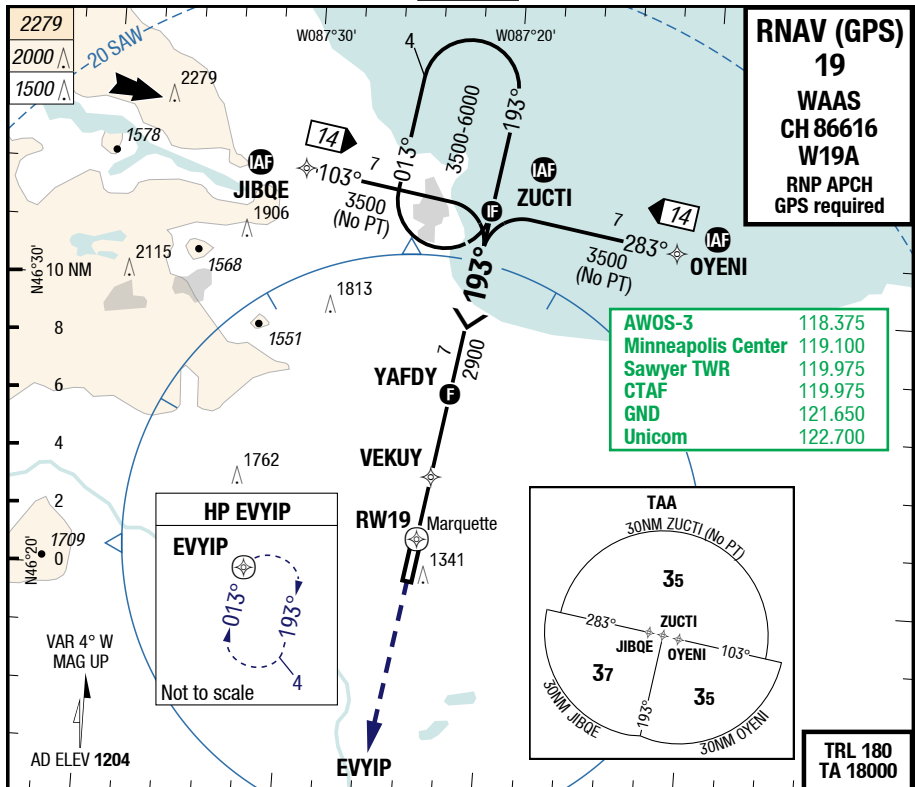 2279
2000
1500
20 SAW
W087°30'
W087°20'
RNAV (GPS)
19
WAAS
CH 86616
W19A
RNP APCH
GPS required
4
2279
1578
14
013°
3500-6000
193°
IAF
JIBQE
103°
7
3500
(No PT)
IAF
ZUCTI
IF
7
14
283°
3500
(No PT)
IAF
OYENI
1906
2115
1568
N46°30'
10 NM
193°
1813
1551
8
7
2900
AWOS-3 118.375
Minneapolis Center 119.100
Sawyer TWR 119.975
CTAF 119.975
GND 121.650
Unicom 122.700
YAFDY
F
6
4
VEKUY
1762
2
HP EVYIP
EVYIP
013°
193°
4
Not to scale
RW19
Marquette
1341
1709
0
N46°20'
TAA
30NM ZUCTI (No PT)
35
283°
ZUCTI
JIBQE
OYENI
103°
37
193°
35
30NM JIBQE
30NM OYENI
VAR 4° W
MAG UP
AD ELEV 1204
EVYIP
TRL 180
TA 18000